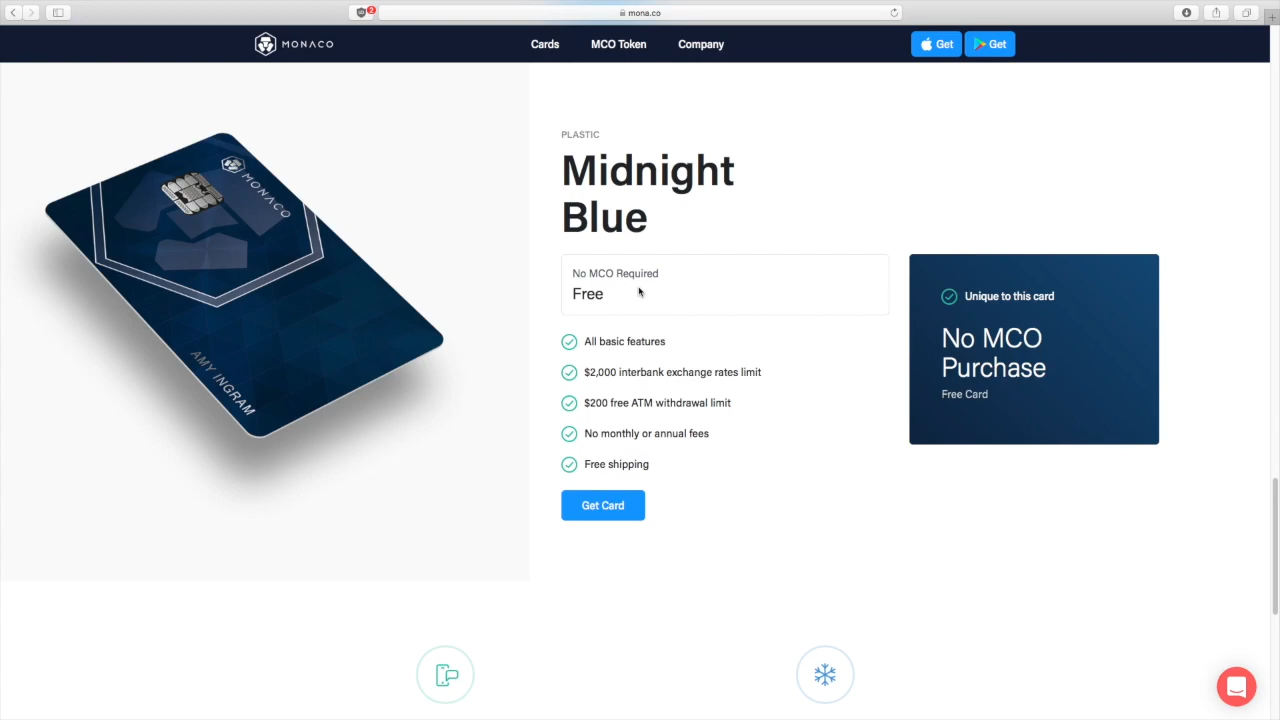 2
mona.co
MONACO
Cards
MCO Token
Company
Get
Get
MONACO
AMY INGRAM
PLASTIC
Midnight
Blue
No MCO Required
Free
All basic features
$2,000 interbank exchange rates limit
$200 free ATM withdrawal limit
No monthly or annual fees
Free shipping
Get Card
Unique to this card
No MCO
Purchase
Free Card